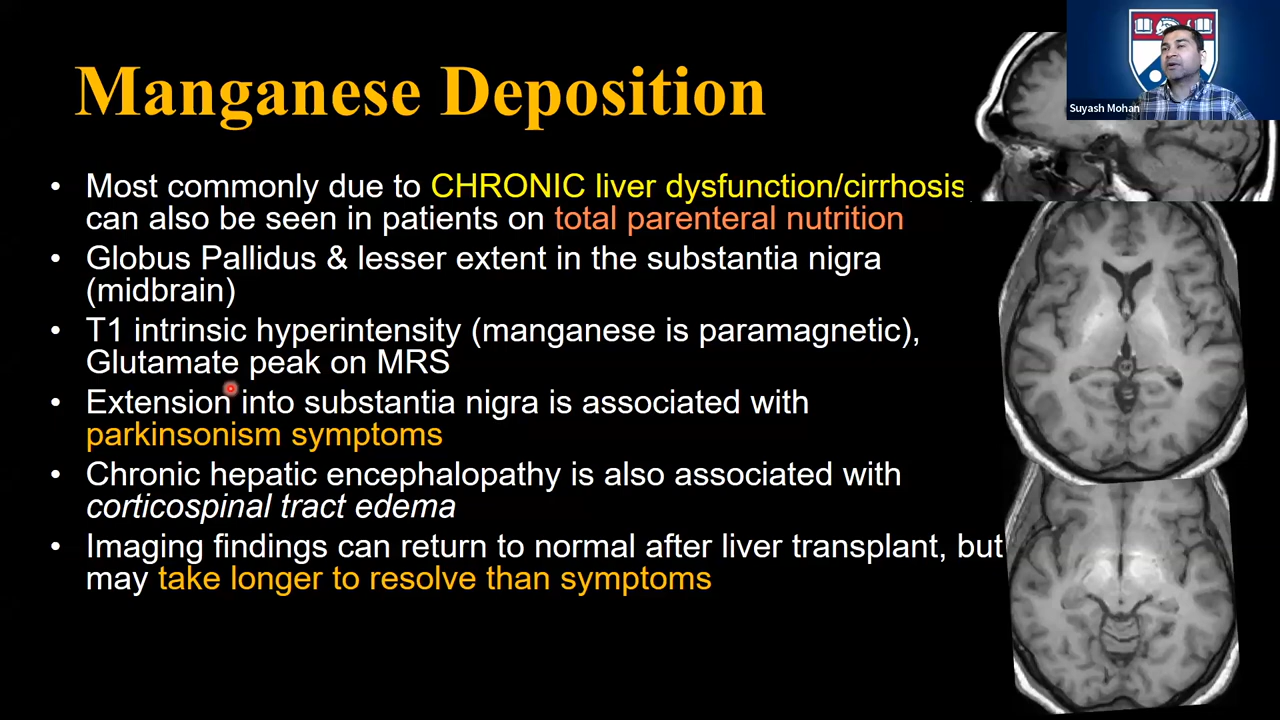 Manganese Deposition
Suyash Mohan
• Most commonly due to CHRONIC liver dysfunction/cirrhosis,
can also be seen in patients on total parenteral nutrition
• Globus Pallidus & lesser extent in the substantia nigra
(midbrain)
• T1 intrinsic hyperintensity (manganese is paramagnetic),
Glutamate peak on MRS
• Extension into substantia nigra is associated with
parkinsonism symptoms
• Chronic hepatic encephalopathy is also associated with
corticospinal tract edema
• Imaging findings can return to normal after liver transplant, but
may take longer to resolve than symptoms